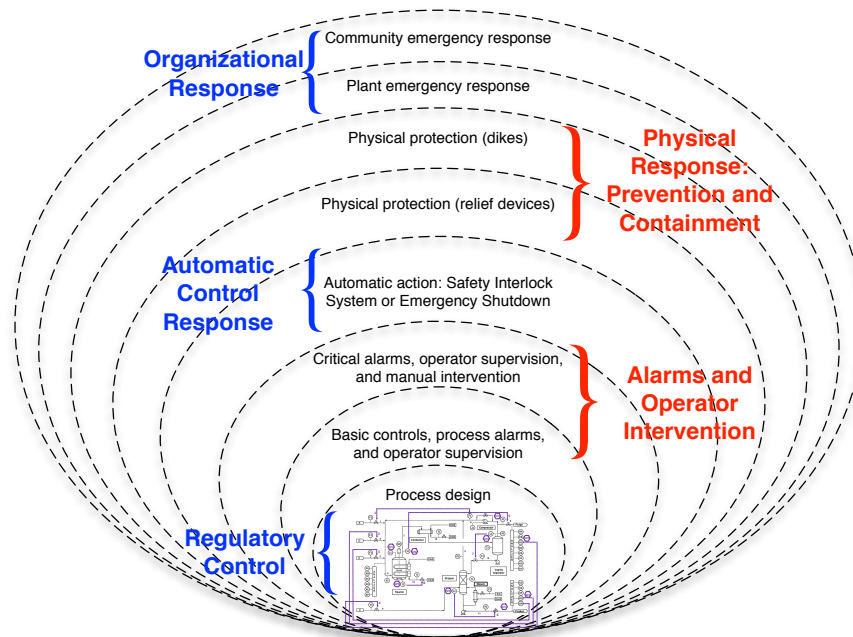 Community emergency response
Organizational
Response
Plant emergency response
Physical protection (dikes)
Physical
Response:
Prevention and
Containment
Physical protection (relief devices)
Automatic
Control
Response
Automatic action: Safety Interlock
System or Emergency Shutdown
Critical alarms, operator supervision,
and manual intervention
Alarms and
Operator
Intervention
Basic controls, process alarms,
and operator supervision
Process design
Regulatory
Control